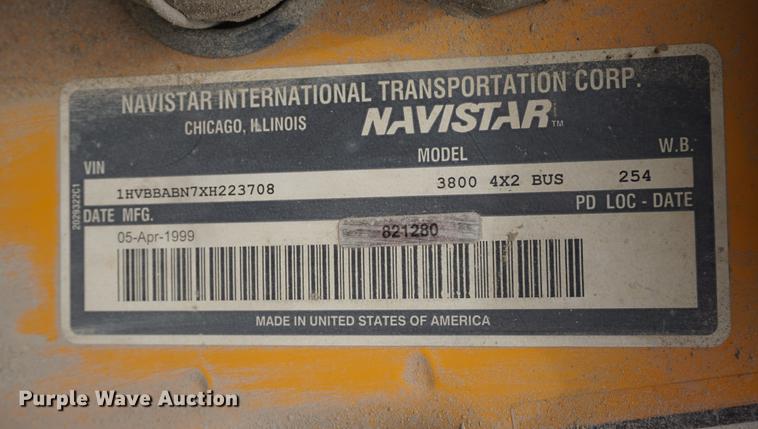 NAVISTAR INTERNATIONAL TRANSPORTATION CORP.
CHICAGO, ILLINOIS NAVISTAR™
VIN MODEL W.B.
1HVBBABN7XH223708 3800 4X2 BUS 254
DATE MFG. PD LOC - DATE
05-Apr-1999 821280
MADE IN UNITED STATES OF AMERICA
2029322C1
Purple Wave Auction